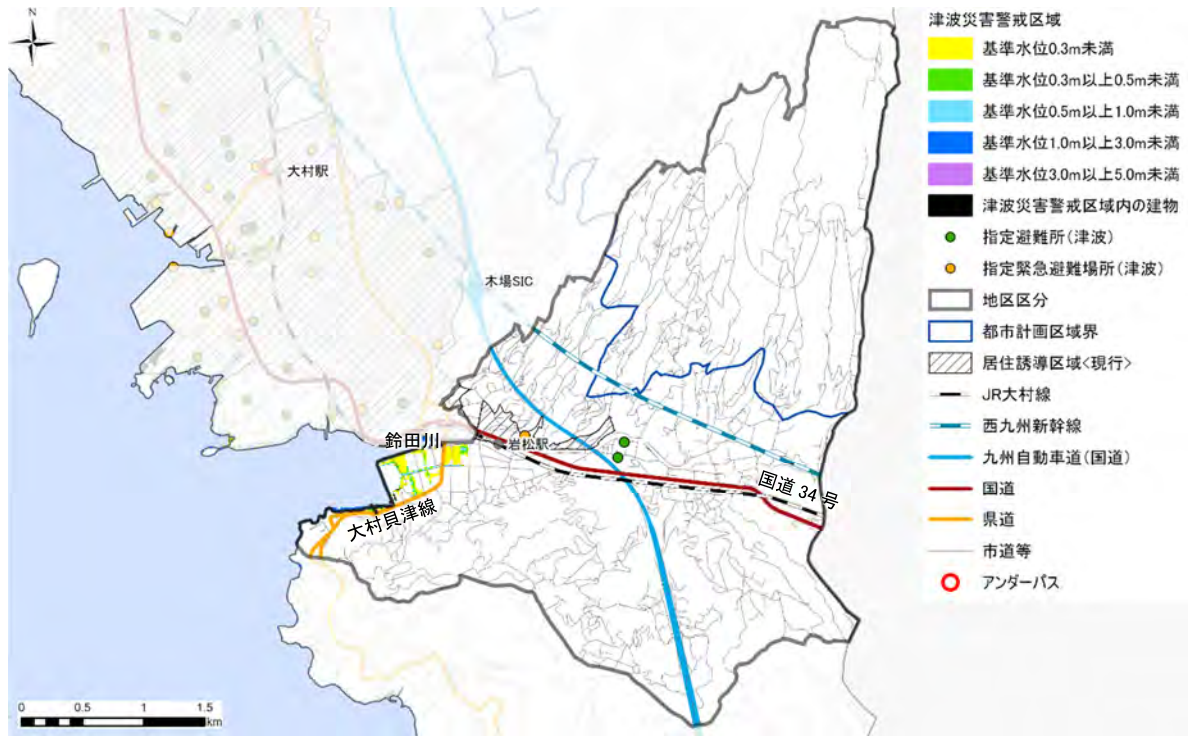 N
大村駅
木場SIC
鈴田川
岩松駅
国道 34 号
大村貝津線
0 0.5 1 1.5
km
津波災害警戒区域
基準水位0.3m未満
基準水位0.3m以上0.5m未満
基準水位0.5m以上1.0m未満
基準水位1.0m以上3.0m未満
基準水位3.0m以上5.0m未満
津波災害警戒区域内の建物
指定避難所(津波)
指定緊急避難場所(津波)
地区区分
都市計画区域界
居住誘導区域<現行>
JR大村線
西九州新幹線
九州自動車道(国道)
国道
県道
市道等
アンダーパス